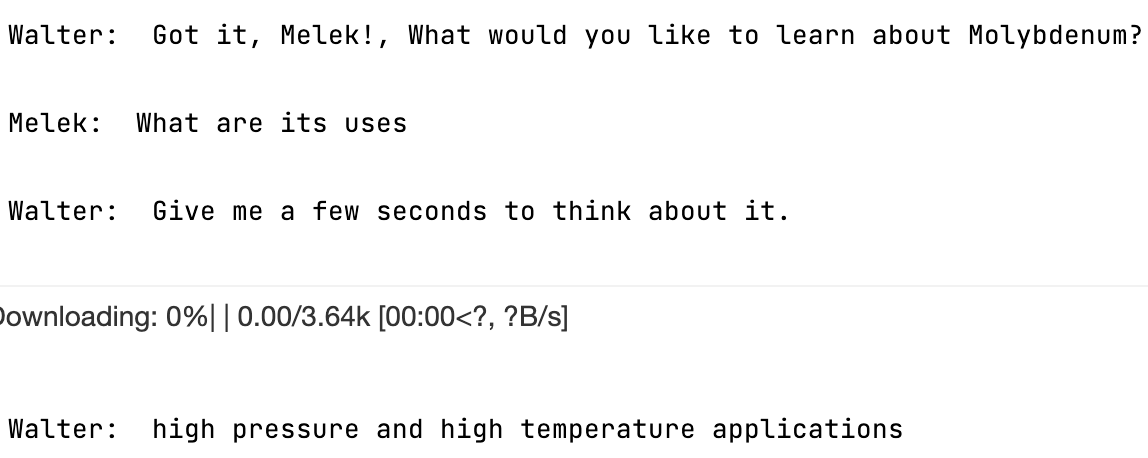 Walter: Got it, Melek!, What would you like to learn about Molybdenum?
Melek: What are its uses
Walter: Give me a few seconds to think about it.
Downloading: 0%| | 0.00/3.64k [00:00<?, ?B/s]
Walter: high pressure and high temperature applications